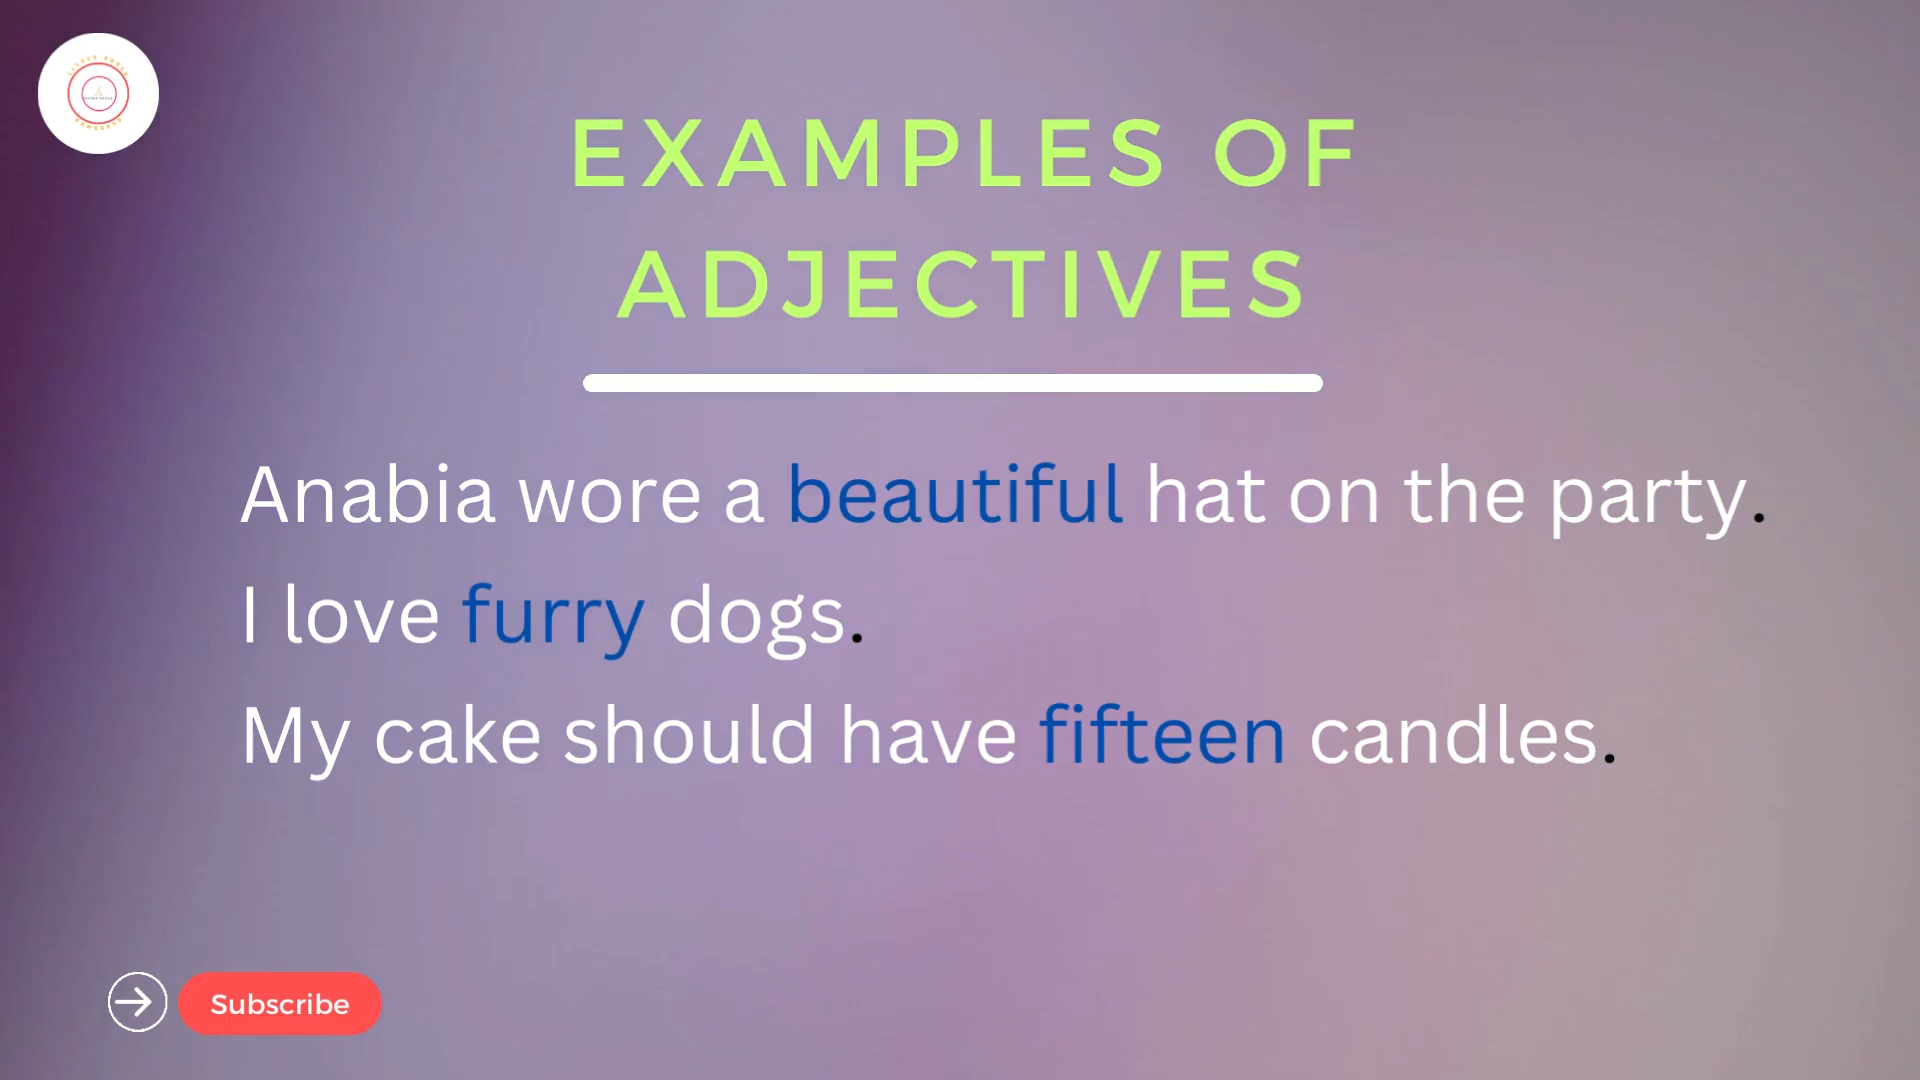 EXAMPLES OF
ADJECTIVES
Anabia wore a beautiful hat on the party.
I love furry dogs.
My cake should have fifteen candles.
Subscribe